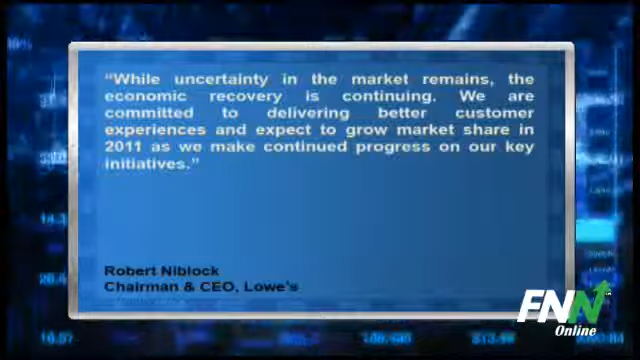 “While uncertainty in the market remains, the
economic recovery is continuing. We are
committed to delivering better customer
experiences and expect to grow market share in
2011 as we make continued progress on our key
initiatives.”
Robert Niblock
Chairman & CEO, Lowe's
FNN
Online